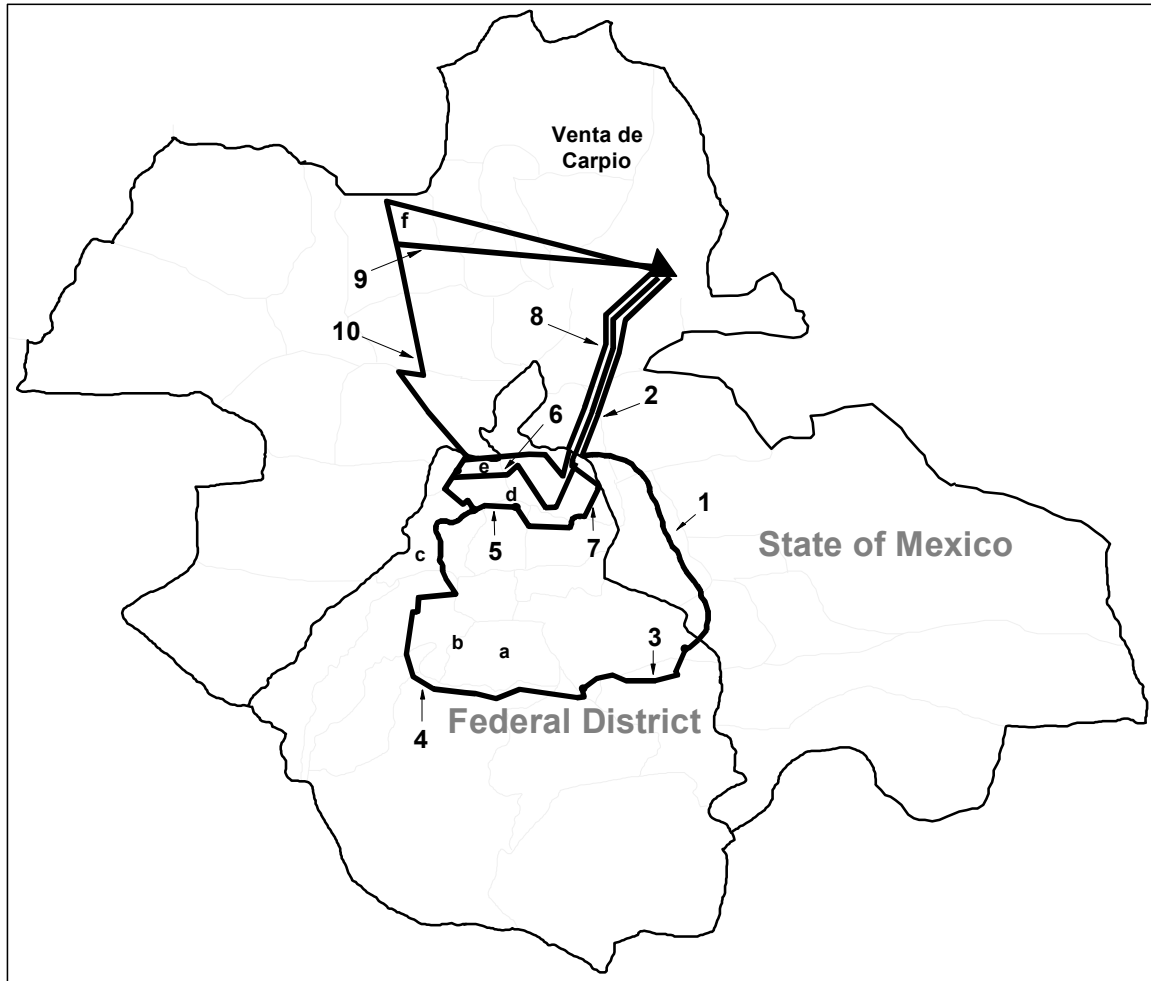 Venta de
Carpio
f
9
8
10
2
6
e
d
1
5
7
State of Mexico
c
b
a
3
Federal District
4